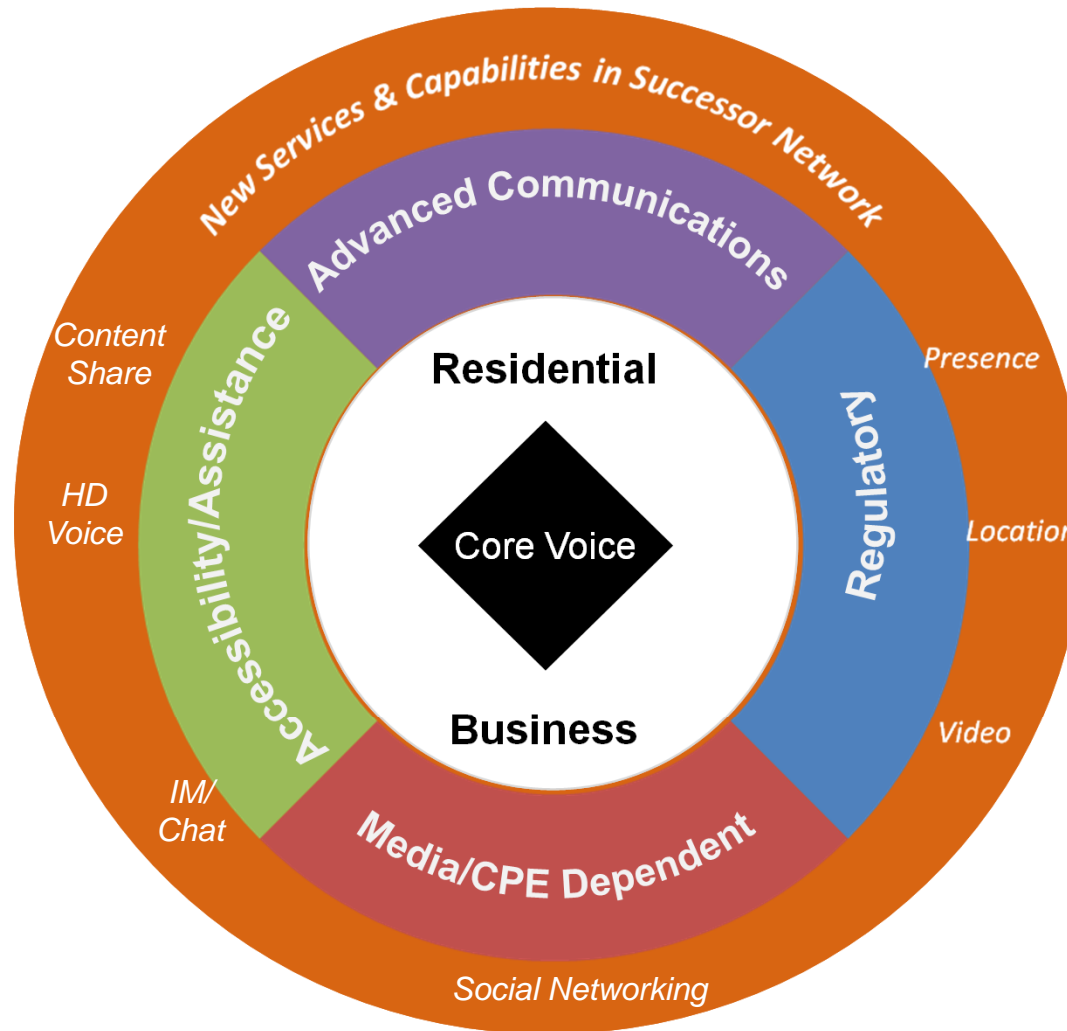 New Services & Capabilities in Successor Network
Advanced Communications
Content
Share
HD
Voice
IM/
Chat
Accessibility/Assistance
Residential
Core Voice
Business
Regulatory
Presence
Location
Video
Media/CPE Dependent
Social Networking